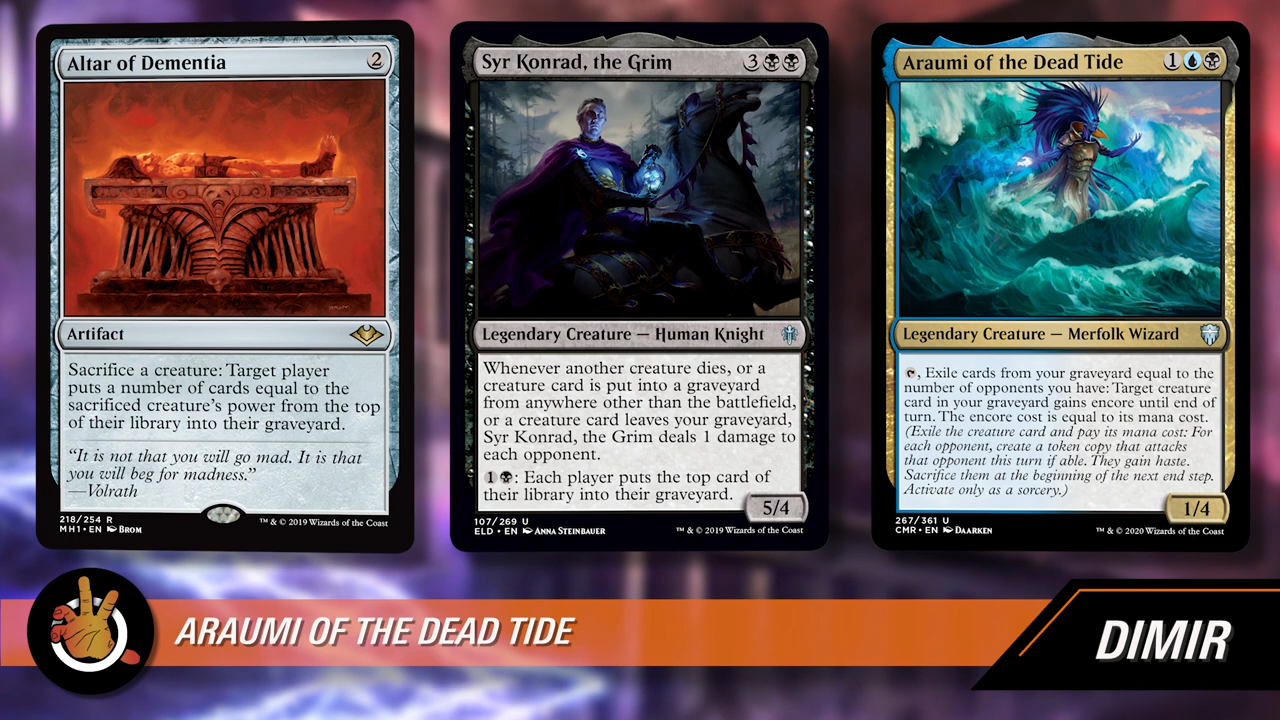 Altar of Dementia 2
Artifact
Sacrifice a creature: Target player
puts a number of cards equal to the
sacrificed creature's power from the top
of their library into their graveyard.
"It is not that you will go mad. It is that
you will beg for madness."
—Volrath
218/254 R
MH1 • EN BROM
™ & © 2019 Wizards of the Coast
Syr Konrad, the Grim 3
Legendary Creature — Human Knight
Whenever another creature dies, or a
creature card is put into a graveyard
from anywhere other than the battlefield,
or a creature card leaves your graveyard,
Syr Konrad, the Grim deals 1 damage to
each opponent.
1 : Each player puts the top card of
their library into their graveyard.
5/4
107/269 U
ELD • EN ANNA STEINBAUER
™ & © 2019 Wizards of the Coast
Araumi of the Dead Tide 1
Legendary Creature — Merfolk Wizard
, Exile cards from your graveyard equal to the
number of opponents you have: Target creature
card in your graveyard gains encore until end of
turn. The encore cost is equal to its mana cost.
(Exile the creature card and pay its mana cost: For
each opponent, create a token copy that attacks
that opponent this turn if able. They gain haste.
Sacrifice them at the beginning of the next end step.
Activate only as a sorcery.)
1/4
267/361 U
CMR • EN DAARKEN
™ & © 2020 Wizards of the Coast
ARAUMI OF THE DEAD TIDE
DIMIR